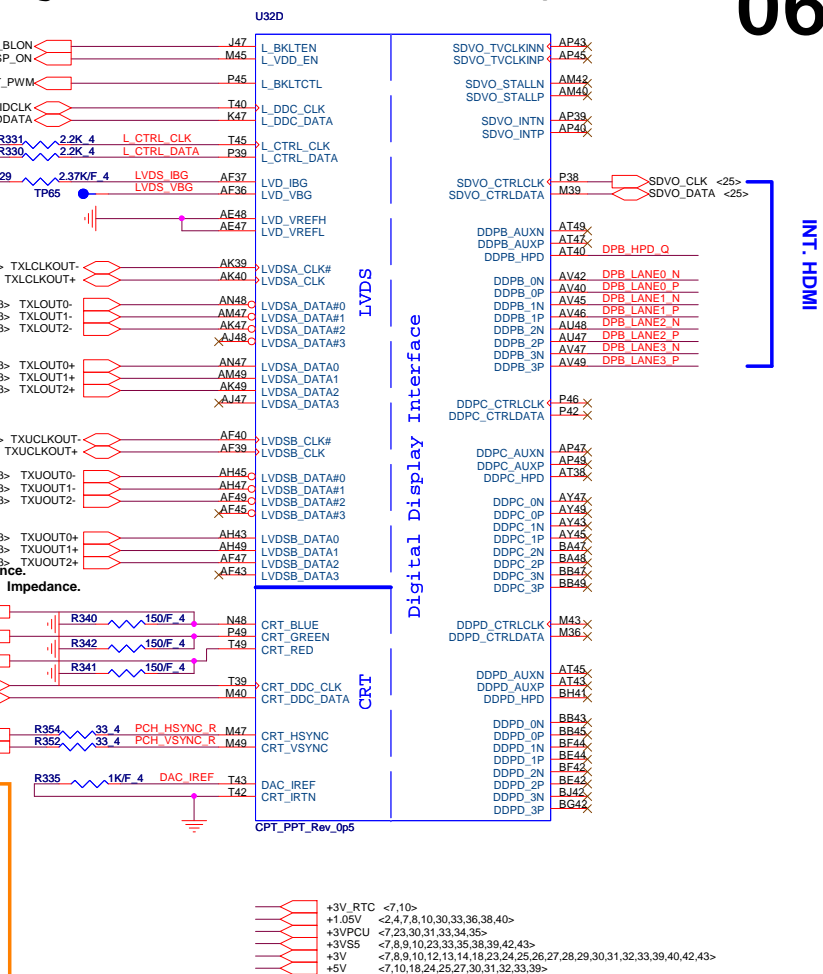 06
U32D
_BLON
J47
L_BKLTEN
SP_ON
M45
L_VDD_EN
_PWM
P45
L_BKLTCTL
T40
L_DDC_CLK
DDATA
K47
L_DDC_DATA
R331 2.2K_4 L_CTRL_CLK T45 L_CTRL_CLK
R330 2.2K_4 L_CTRL_DATA P39 L_CTRL_DATA
29 2.37K/F_4 LVDS_IBG AF37 LVD_IBG
TP65 LVDS_VBG AF36 LVD_VBG
AE48 LVD_VREFH
AE47 LVD_VREFL
> TXLCLKOUT- AK39 LVDSA_CLK#
TXLCLKOUT+ AK40 LVDSA_CLK
3> TXLOUT0- AN48 LVDSA_DATA#0
3> TXLOUT1- AM47 LVDSA_DATA#1
3> TXLOUT2- AK47 LVDSA_DATA#2
AJ48 LVDSA_DATA#3
3> TXLOUT0+ AN47 LVDSA_DATA0
3> TXLOUT1+ AM49 LVDSA_DATA1
3> TXLOUT2+ AK49 LVDSA_DATA2
AJ47 LVDSA_DATA3
> TXUCLKOUT- AF40 LVDSB_CLK#
TXUCLKOUT+ AF39 LVDSB_CLK
3> TXUOUT0- AH45 LVDSB_DATA#0
3> TXUOUT1- AH47 LVDSB_DATA#1
3> TXUOUT2- AF49 LVDSB_DATA#2
AF45 LVDSB_DATA#3
3> TXUOUT0+ AH43 LVDSB_DATA0
3> TXUOUT1+ AH49 LVDSB_DATA1
3> TXUOUT2+ AF47 LVDSB_DATA2
AF43 LVDSB_DATA3
nce.
Impedance.
R340 150/F_4 N48 CRT_BLUE
P49 CRT_GREEN
R342 150/F_4 T49 CRT_RED
R341 150/F_4
T39 CRT_DDC_CLK
M40 CRT_DDC_DATA
R354 33_4 PCH_HSYNC_R M47 CRT_HSYNC
R352 33_4 PCH_VSYNC_R M49 CRT_VSYNC
R335 1K/F_4 DAC_IREF T43 DAC_IREF
T42 CRT_IRTN
LVDS
CRT
Digital Display Interface
SDVO_TVCLKINN AP43
SDVO_TVCLKINP AP45
SDVO_STALLN AM42
SDVO_STALLP AM40
SDVO_INTN AP39
SDVO_INTP AP40
SDVO_CTRLCLK P38 SDVO_CLK <25>
SDVO_CTRLDATA M39 SDVO_DATA <25>
DDPB_AUXN AT49
DDPB_AUXP AT47
DDPB_HPD AT40 DPB_HPD_Q
DDPB_0N AV42 DPB_LANE0_N
DDPB_0P AV40 DPB_LANE0_P
DDPB_1N AV45 DPB_LANE1_N
DDPB_1P AV46 DPB_LANE1_P
DDPB_2N AU48 DPB_LANE2_N
DDPB_2P AU47 DPB_LANE2_P
DDPB_3N AV47 DPB_LANE3_N
DDPB_3P AV49 DPB_LANE3_P
INT. HDMI
DDPC_CTRLCLK P46
DDPC_CTRLDATA P42
DDPC_AUXN AP47
DDPC_AUXP AP49
DDPC_HPD AT38
DDPC_0N AY47
DDPC_0P AY49
DDPC_1N AY43
DDPC_1P AY45
DDPC_2N BA47
DDPC_2P BA48
DDPC_3N BB47
DDPC_3P BB49
DDPD_CTRLCLK M43
DDPD_CTRLDATA M36
DDPD_AUXN AT45
DDPD_AUXP AT43
DDPD_HPD BH41
DDPD_0N BB43
DDPD_0P BB45
DDPD_1N BF44
DDPD_1P BE44
DDPD_2N BF42
DDPD_2P BE42
DDPD_3N BJ42
DDPD_3P BG42
CPT_PPT_Rev_0p5
+3V_RTC <7,10>
+1.05V <2,4,7,8,10,30,33,36,38,40>
+3VPCU <7,23,30,31,33,34,35>
+3VS5 <7,8,9,10,23,33,35,38,39,42,43>
+3V <7,8,9,10,12,13,14,18,23,24,25,26,27,28,29,30,31,32,33,39,40,42,43>
+5V <7,10,18,24,25,27,30,31,32,33,39>